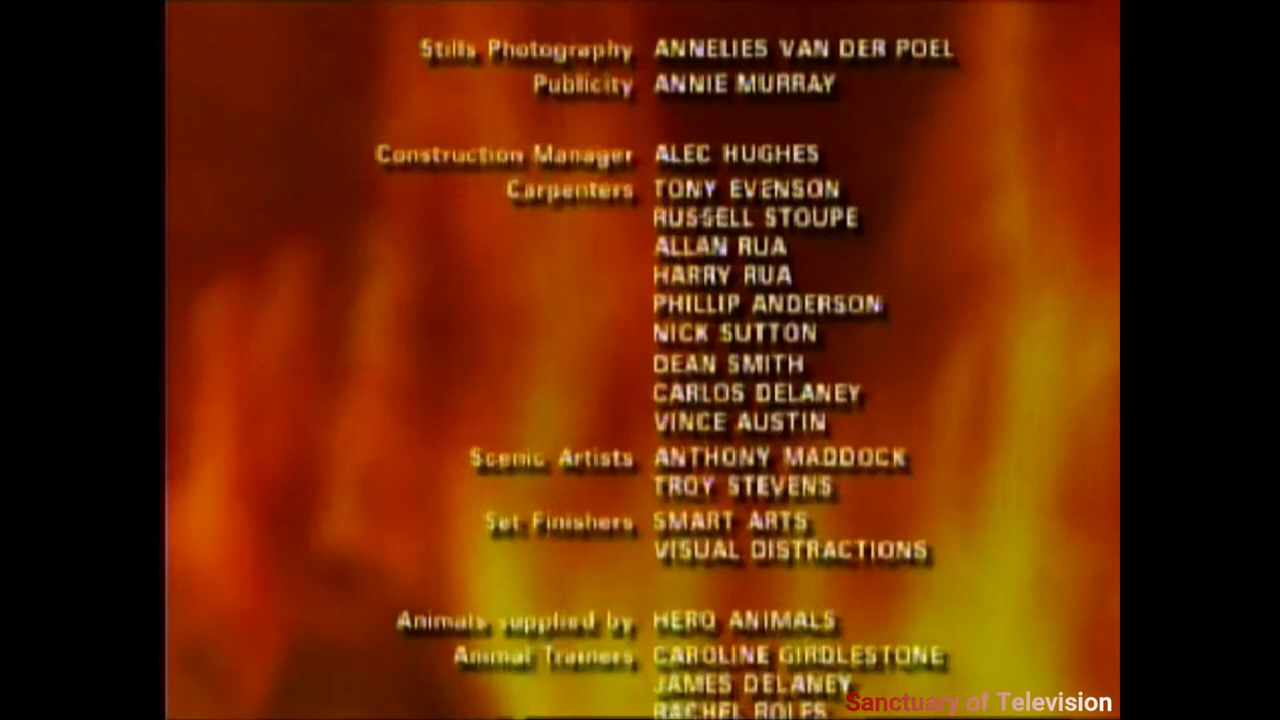 Stills Photography ANNELIES VAN DER POEL
Publicity ANNIE MURRAY
Construction Manager ALEC HUGHES
Carpenters TONY EVENSON
RUSSELL STOUPE
ALLAN RUA
HARRY RUA
PHILLIP ANDERSON
NICK SUTTON
DEAN SMITH
CARLOS DELANEY
VINCE AUSTIN
Scenic Artists ANTHONY MADDOCK
TROY STEVENS
Set Finishers SMART ARTS
VISUAL DISTRACTIONS
Animals supplied by HERO ANIMALS
Animal Trainers CAROLINE GIRDLESTONE
JAMES DELANEY
RACHEL
Sanctuary of Television